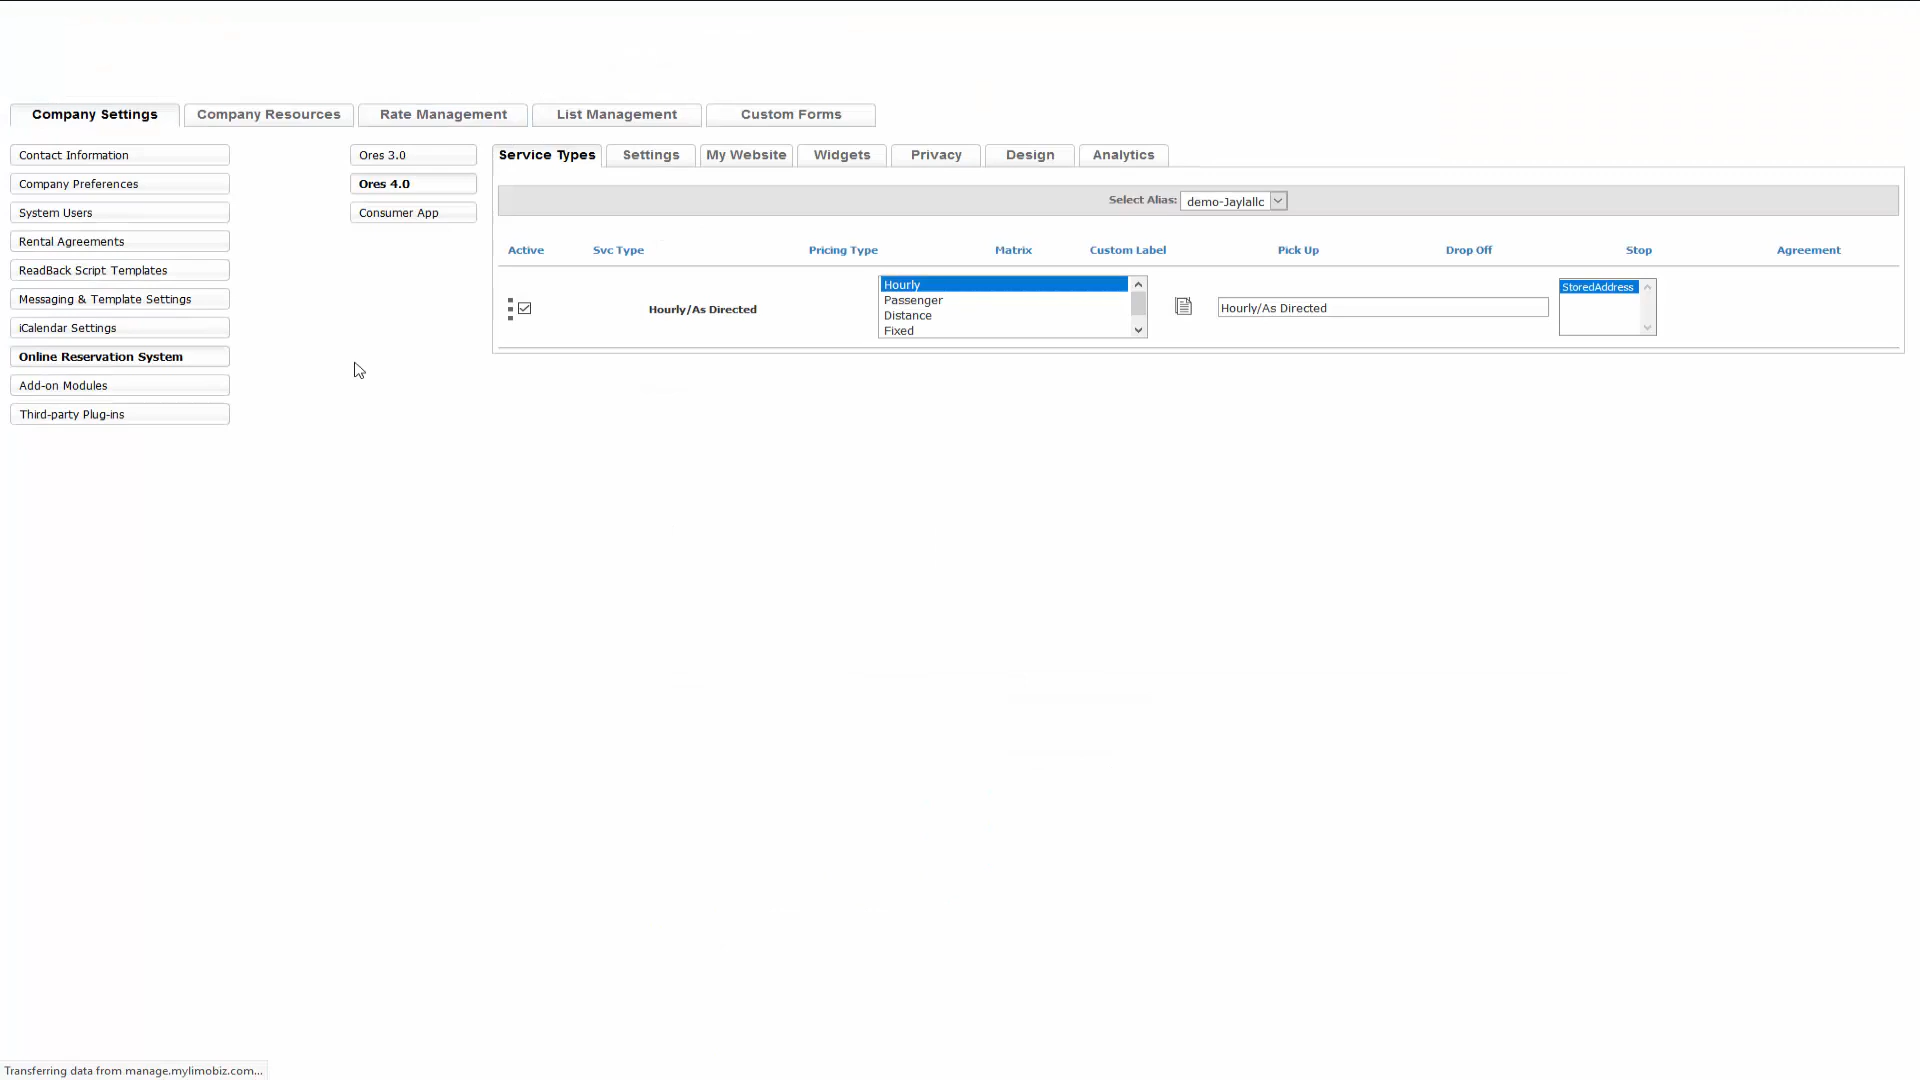 Company Settings Company Resources Rate Management List Management Custom Forms
Contact Information
Company Preferences
System Users
Rental Agreements
ReadBack Script Templates
Messaging & Template Settings
iCalendar Settings
Online Reservation System
Add-on Modules
Third-party Plug-ins
Ores 3.0
Ores 4.0
Consumer App
Service Types Settings My Website Widgets Privacy Design Analytics
Select Alias: demo-Jaylallc
Active Svc Type Pricing Type Matrix Custom Label Pick Up Drop Off Stop Agreement
Hourly/As Directed
Hourly
Passenger
Distance
Fixed
Hourly/As Directed
StoredAddress
Transferring data from manage.mylimobiz.com...